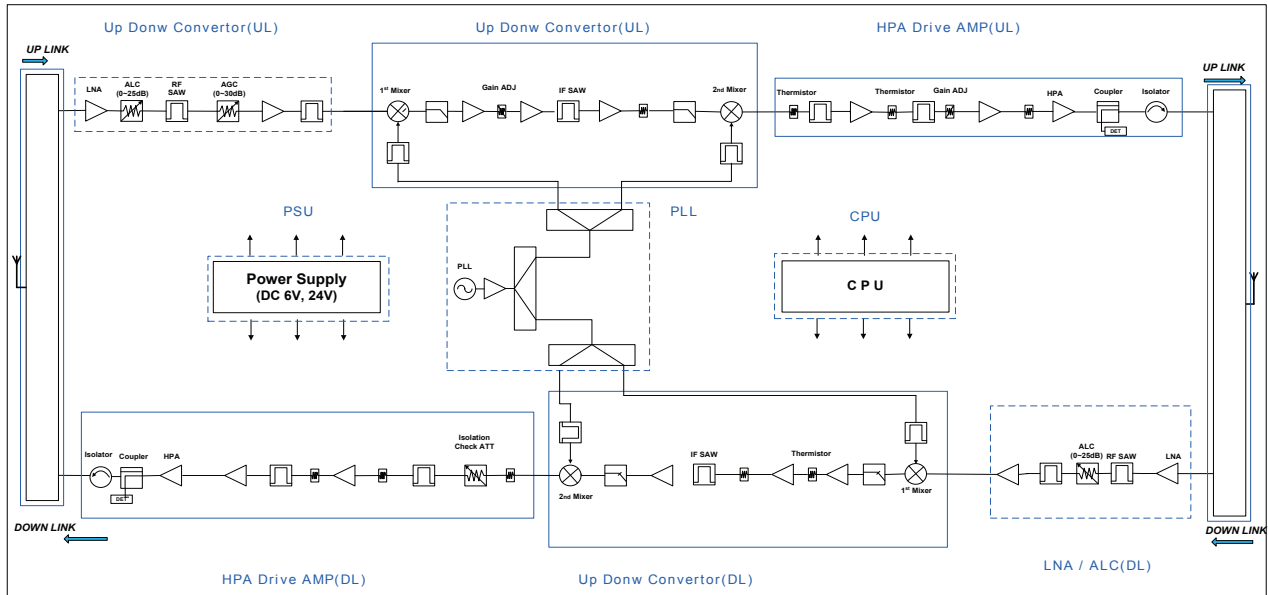 Up Donw Convertor(UL)
Up Donw Convertor(UL)
HPA Drive AMP(UL)
UP LINK
UP LINK
LNA
ALC
(0~25dB)
RF
SAW
AGC
(0~30dB)
1st Mixer
Gain ADJ
IF SAW
2nd Mixer
Thermistor
Thermistor
Gain ADJ
HPA
Coupler
Isolator
DET
PSU
PLL
CPU
Power Supply
(DC 6V, 24V)
PLL
C P U
Isolator
Coupler
HPA
DET
Isolation
Check ATT
2nd Mixer
IF SAW
Thermistor
1st Mixer
ALC
(0~25dB)
RF SAW
LNA
DOWN LINK
DOWN LINK
HPA Drive AMP(DL)
Up Donw Convertor(DL)
LNA / ALC(DL)